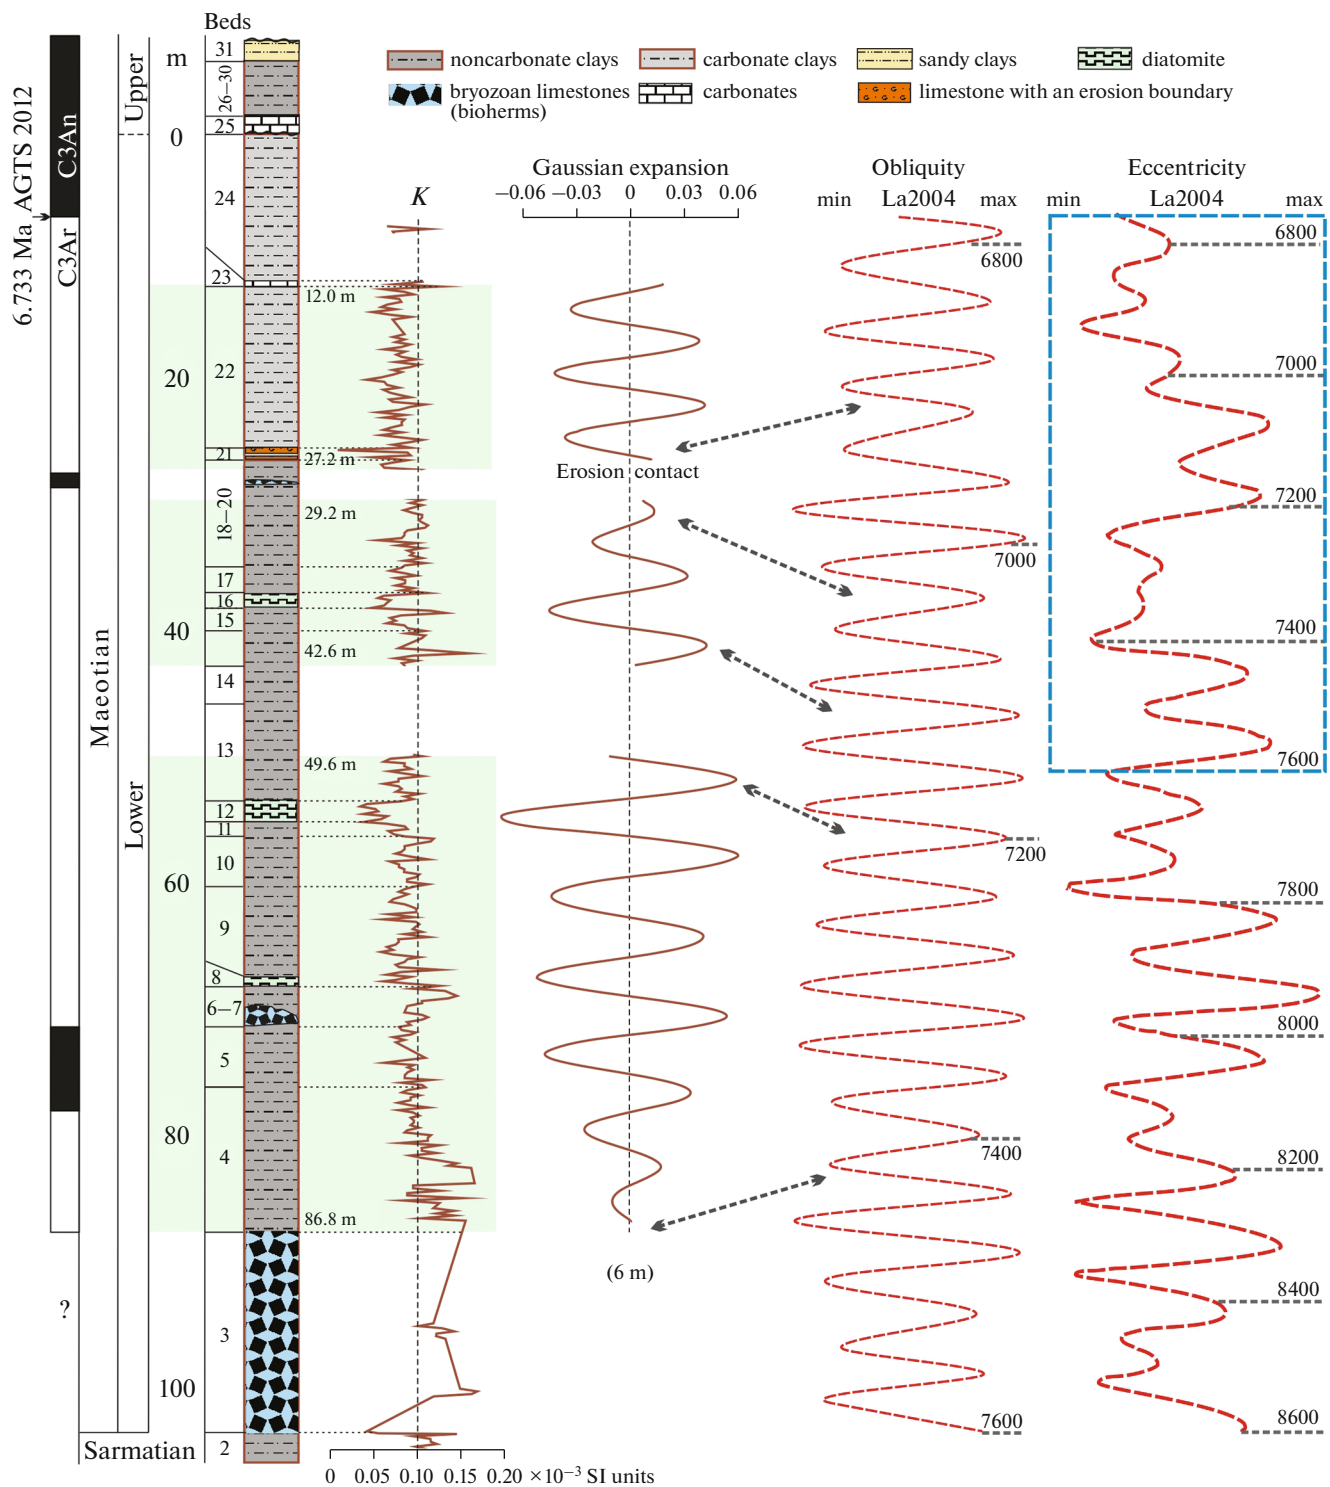 Beds
m
noncarbonate clays
carbonate clays
sandy clays
diatomite
bryozoan limestones
(bioherms)
carbonates
limestone with an erosion boundary
6.733 Ma AGTS 2012
C3An
C3Ar
?
Maeotian
Upper
Lower
Sarmatian
0
20
40
60
80
100
31
26–30
25
24
23
22
21
18–20
17
16
15
14
13
12
11
10
9
8
6–7
5
4
3
2
K
12.0 m
27.2 m
29.2 m
42.6 m
49.6 m
86.8 m
0 0.05 0.10 0.15 0.20 ×10⁻³ SI units
Gaussian expansion
−0.06 −0.03 0 0.03 0.06
Erosion contact
(6 m)
Obliquity
min La2004 max
6800
7000
7200
7400
7600
Eccentricity
min La2004 max
6800
7000
7200
7400
7600
7800
8000
8200
8400
8600